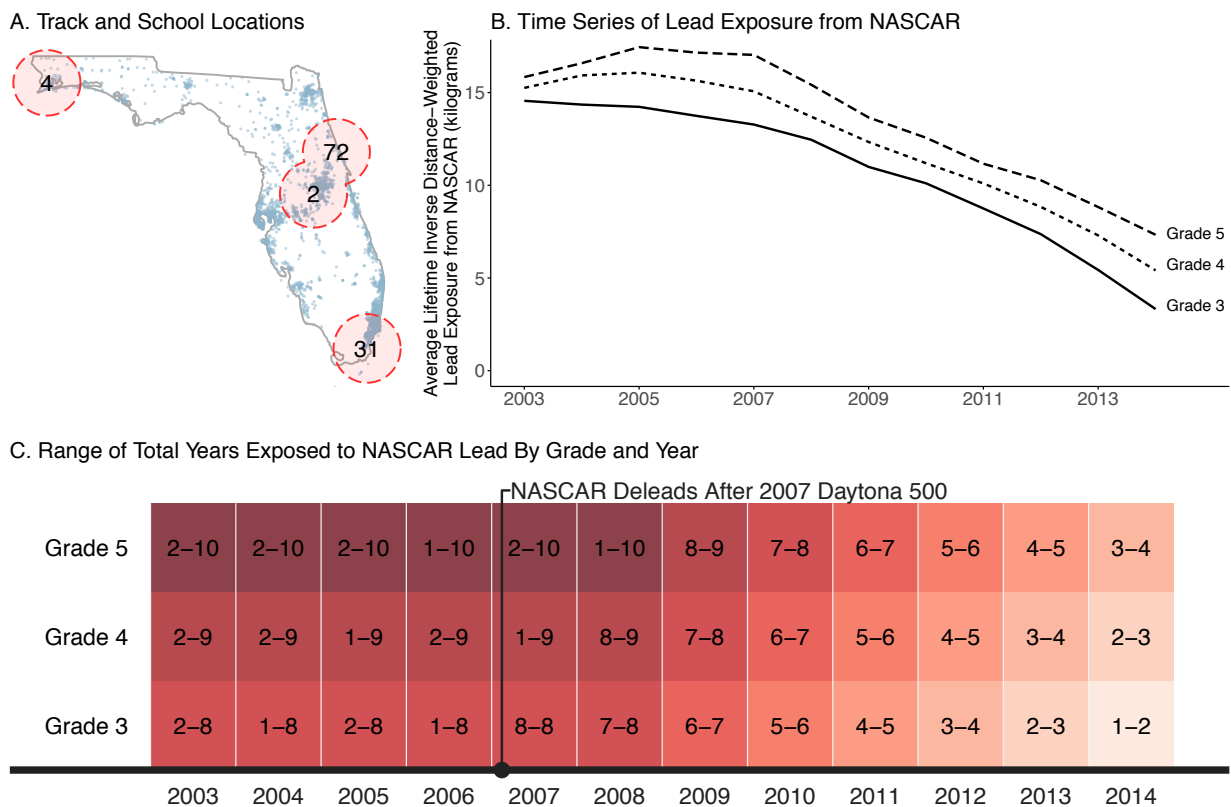 A. Track and School Locations
4
72
2
31
B. Time Series of Lead Exposure from NASCAR
Average Lifetime Inverse Distance−Weighted
Lead Exposure from NASCAR (kilograms)
15
10
5
0
Grade 5
Grade 4
Grade 3
2003 2005 2007 2009 2011 2013
C. Range of Total Years Exposed to NASCAR Lead By Grade and Year
NASCAR Deleads After 2007 Daytona 500
Grade 5 2−10 2−10 2−10 1−10 2−10 1−10 8−9 7−8 6−7 5−6 4−5 3−4
Grade 4 2−9 2−9 1−9 2−9 1−9 8−9 7−8 6−7 5−6 4−5 3−4 2−3
Grade 3 2−8 1−8 2−8 1−8 8−8 7−8 6−7 5−6 4−5 3−4 2−3 1−2
2003 2004 2005 2006 2007 2008 2009 2010 2011 2012 2013 2014